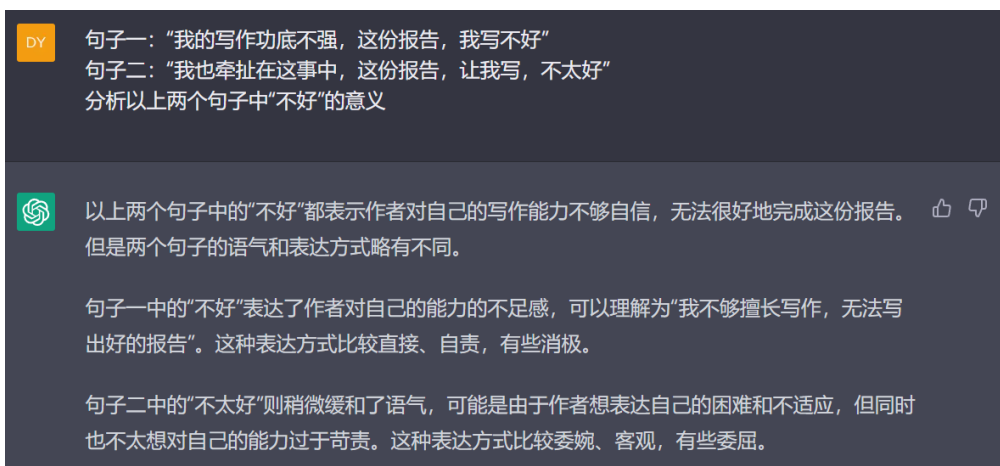 DY
句子一：“我的写作功底不强，这份报告，我写不好”
句子二：“我也牵扯在这事中，这份报告，让我写，不太好”
分析以上两个句子中“不好”的意义
以上两个句子中的“不好”都表示作者对自己的写作能力不够自信，无法很好地完成这份报告。
但是两个句子的语气和表达方式略有不同。
句子一中的“不好”表达了作者对自己的能力的不足感，可以理解为“我不够擅长写作，无法写
出好的报告”。这种表达方式比较直接、自责，有些消极。
句子二中的“不太好”则稍微缓和了语气，可能是由于作者想表达自己的困难和不适应，但同时
也不太想对自己的能力过于苛责。这种表达方式比较委婉、客观，有些委屈。